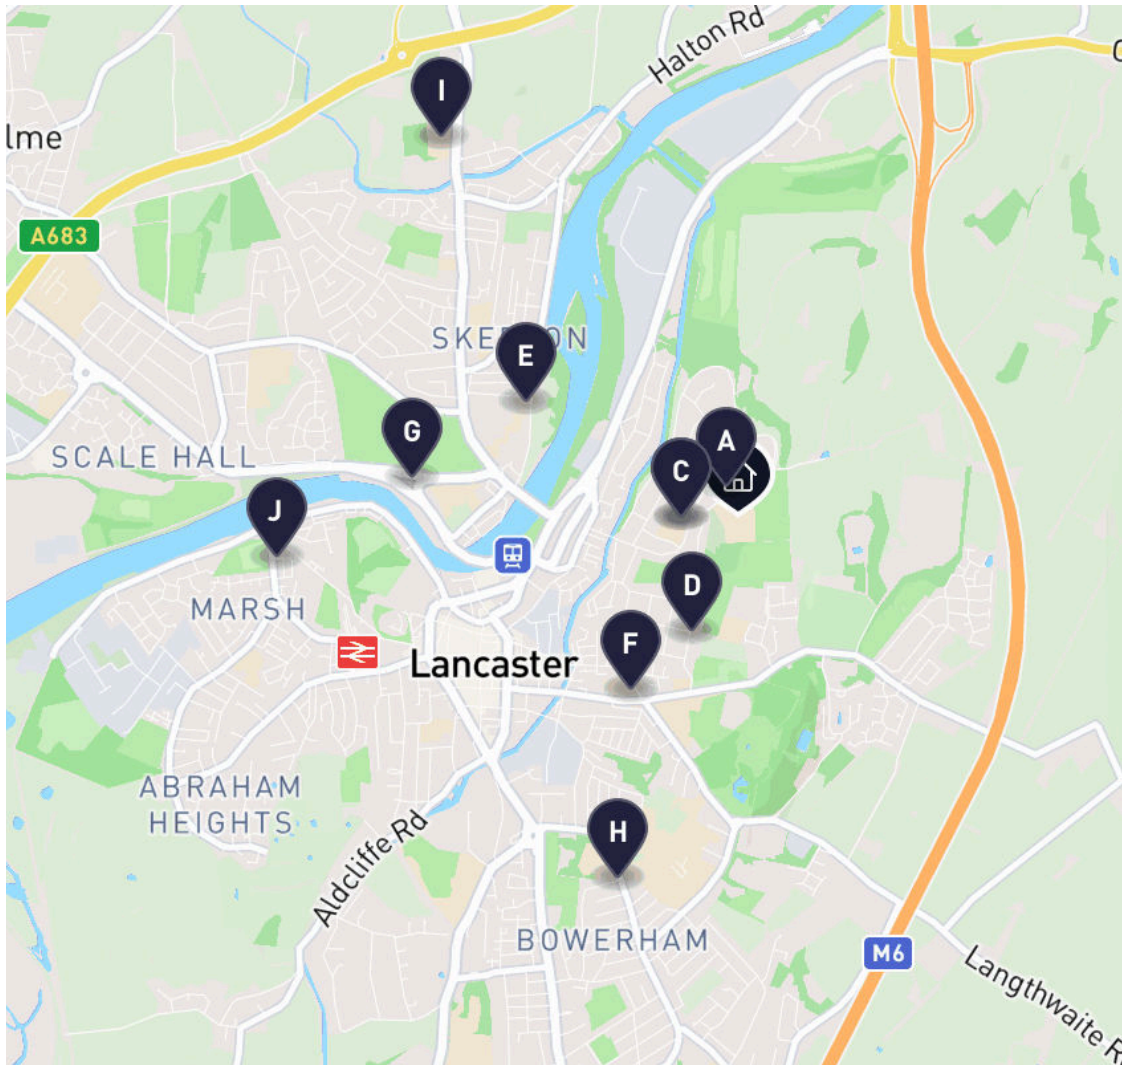 Halton Rd
I
lme
A683
SKE
ON
E
G
A
SCALE HALL
C
J
D
MARSH
F
Lancaster
ABRAHAM
HEIGHTS
Aldcliffe Rd
H
BOWERHAM
M6
Langthwaite R